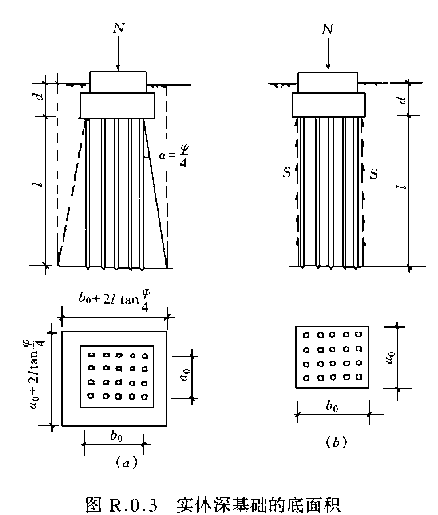 N
N
d
d
l
l
α=φ/4
S
S
b₀+2l tan φ/4
a₀+2l tan φ/4
a₀
b₀
a₀
b₀
(a)
(b)
图 R.0.3 实体深基础的底面积